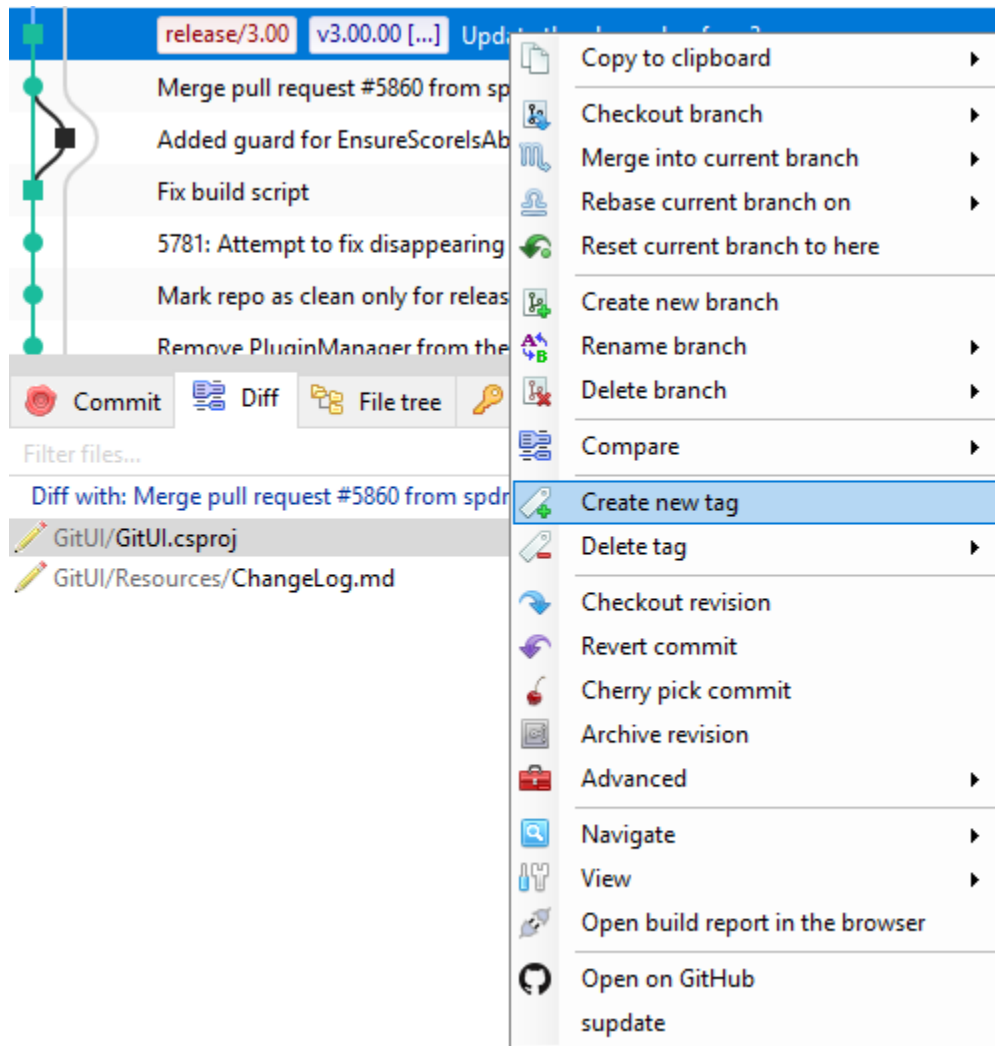 release/3.00 v3.00.00 [...] Upd
Merge pull request #5860 from sp
Added guard for EnsureScoreIsAb
Fix build script
5781: Attempt to fix disappearing
Mark repo as clean only for releas
Remove PluginManager from the
Commit Diff File tree
Filter files...
Diff with: Merge pull request #5860 from spdr
GitUI/GitUI.csproj
GitUI/Resources/ChangeLog.md
Copy to clipboard
Checkout branch
Merge into current branch
Rebase current branch on
Reset current branch to here
Create new branch
Rename branch
Delete branch
Compare
Create new tag
Delete tag
Checkout revision
Revert commit
Cherry pick commit
Archive revision
Advanced
Navigate
View
Open build report in the browser
Open on GitHub
supdate